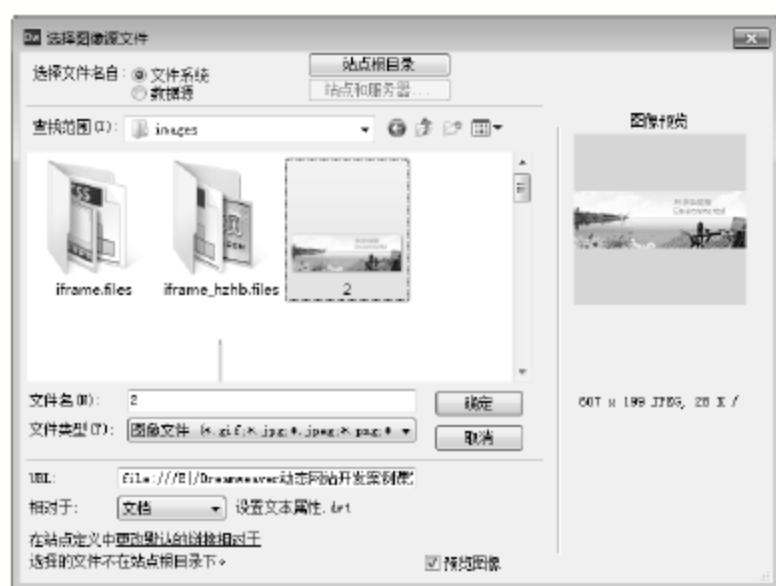 Dw 选择图像源文件
选择文件名自: 文件系统
数据源
站点根目录
站点和服务器...
查找范围(I): images
iframe.files
iframe_hzhb.files
2
文件名(N): 2
确定
文件类型(T): 图像文件 (*.gif;*.jpg;*.jpeg;*.png;*
取消
URL: file:///E|/Dreamweaver动态网站开发案例课
相对于: 文档 设置文本属性.dwt
在站点定义中更改默认的链接相对于
选择的文件不在站点根目录下。
预览图像
图像预览
607 x 199 JPEG, 28 K /